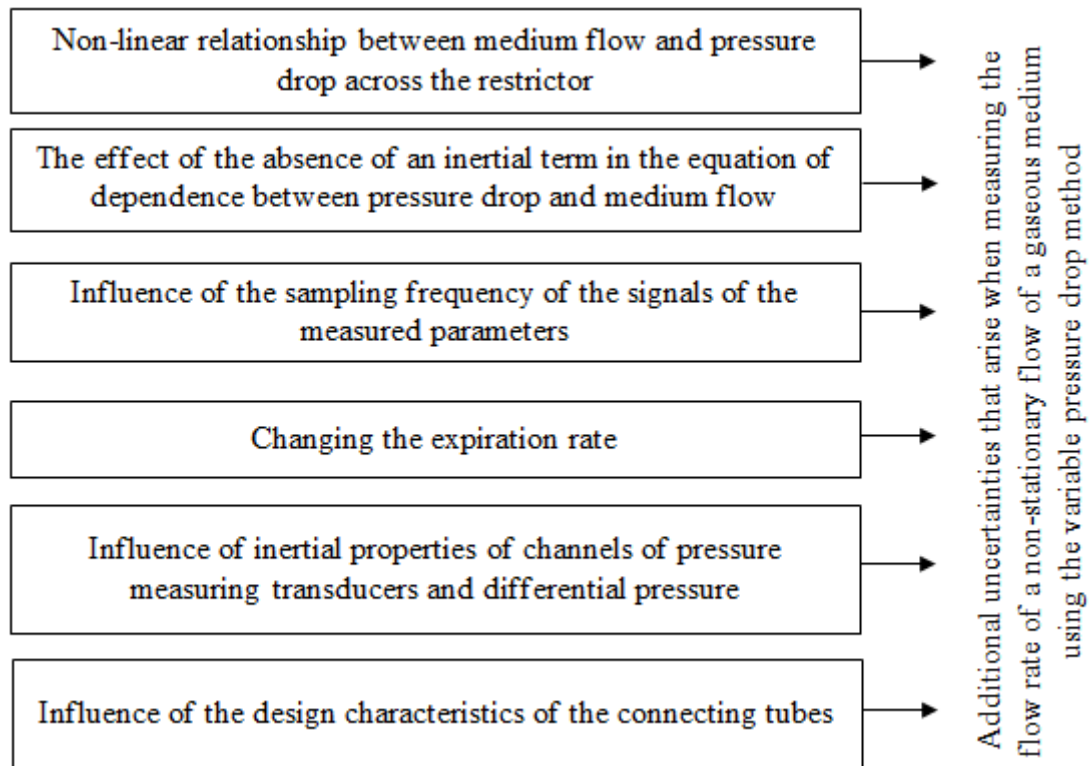 Non-linear relationship between medium flow and pressure
drop across the restrictor
The effect of the absence of an inertial term in the equation of
dependence between pressure drop and medium flow
Influence of the sampling frequency of the signals of the
measured parameters
Changing the expiration rate
Influence of inertial properties of channels of pressure
measuring transducers and differential pressure
Influence of the design characteristics of the connecting tubes
Additional uncertainties that arise when measuring the
flow rate of a non-stationary flow of a gaseous medium
using the variable pressure drop method